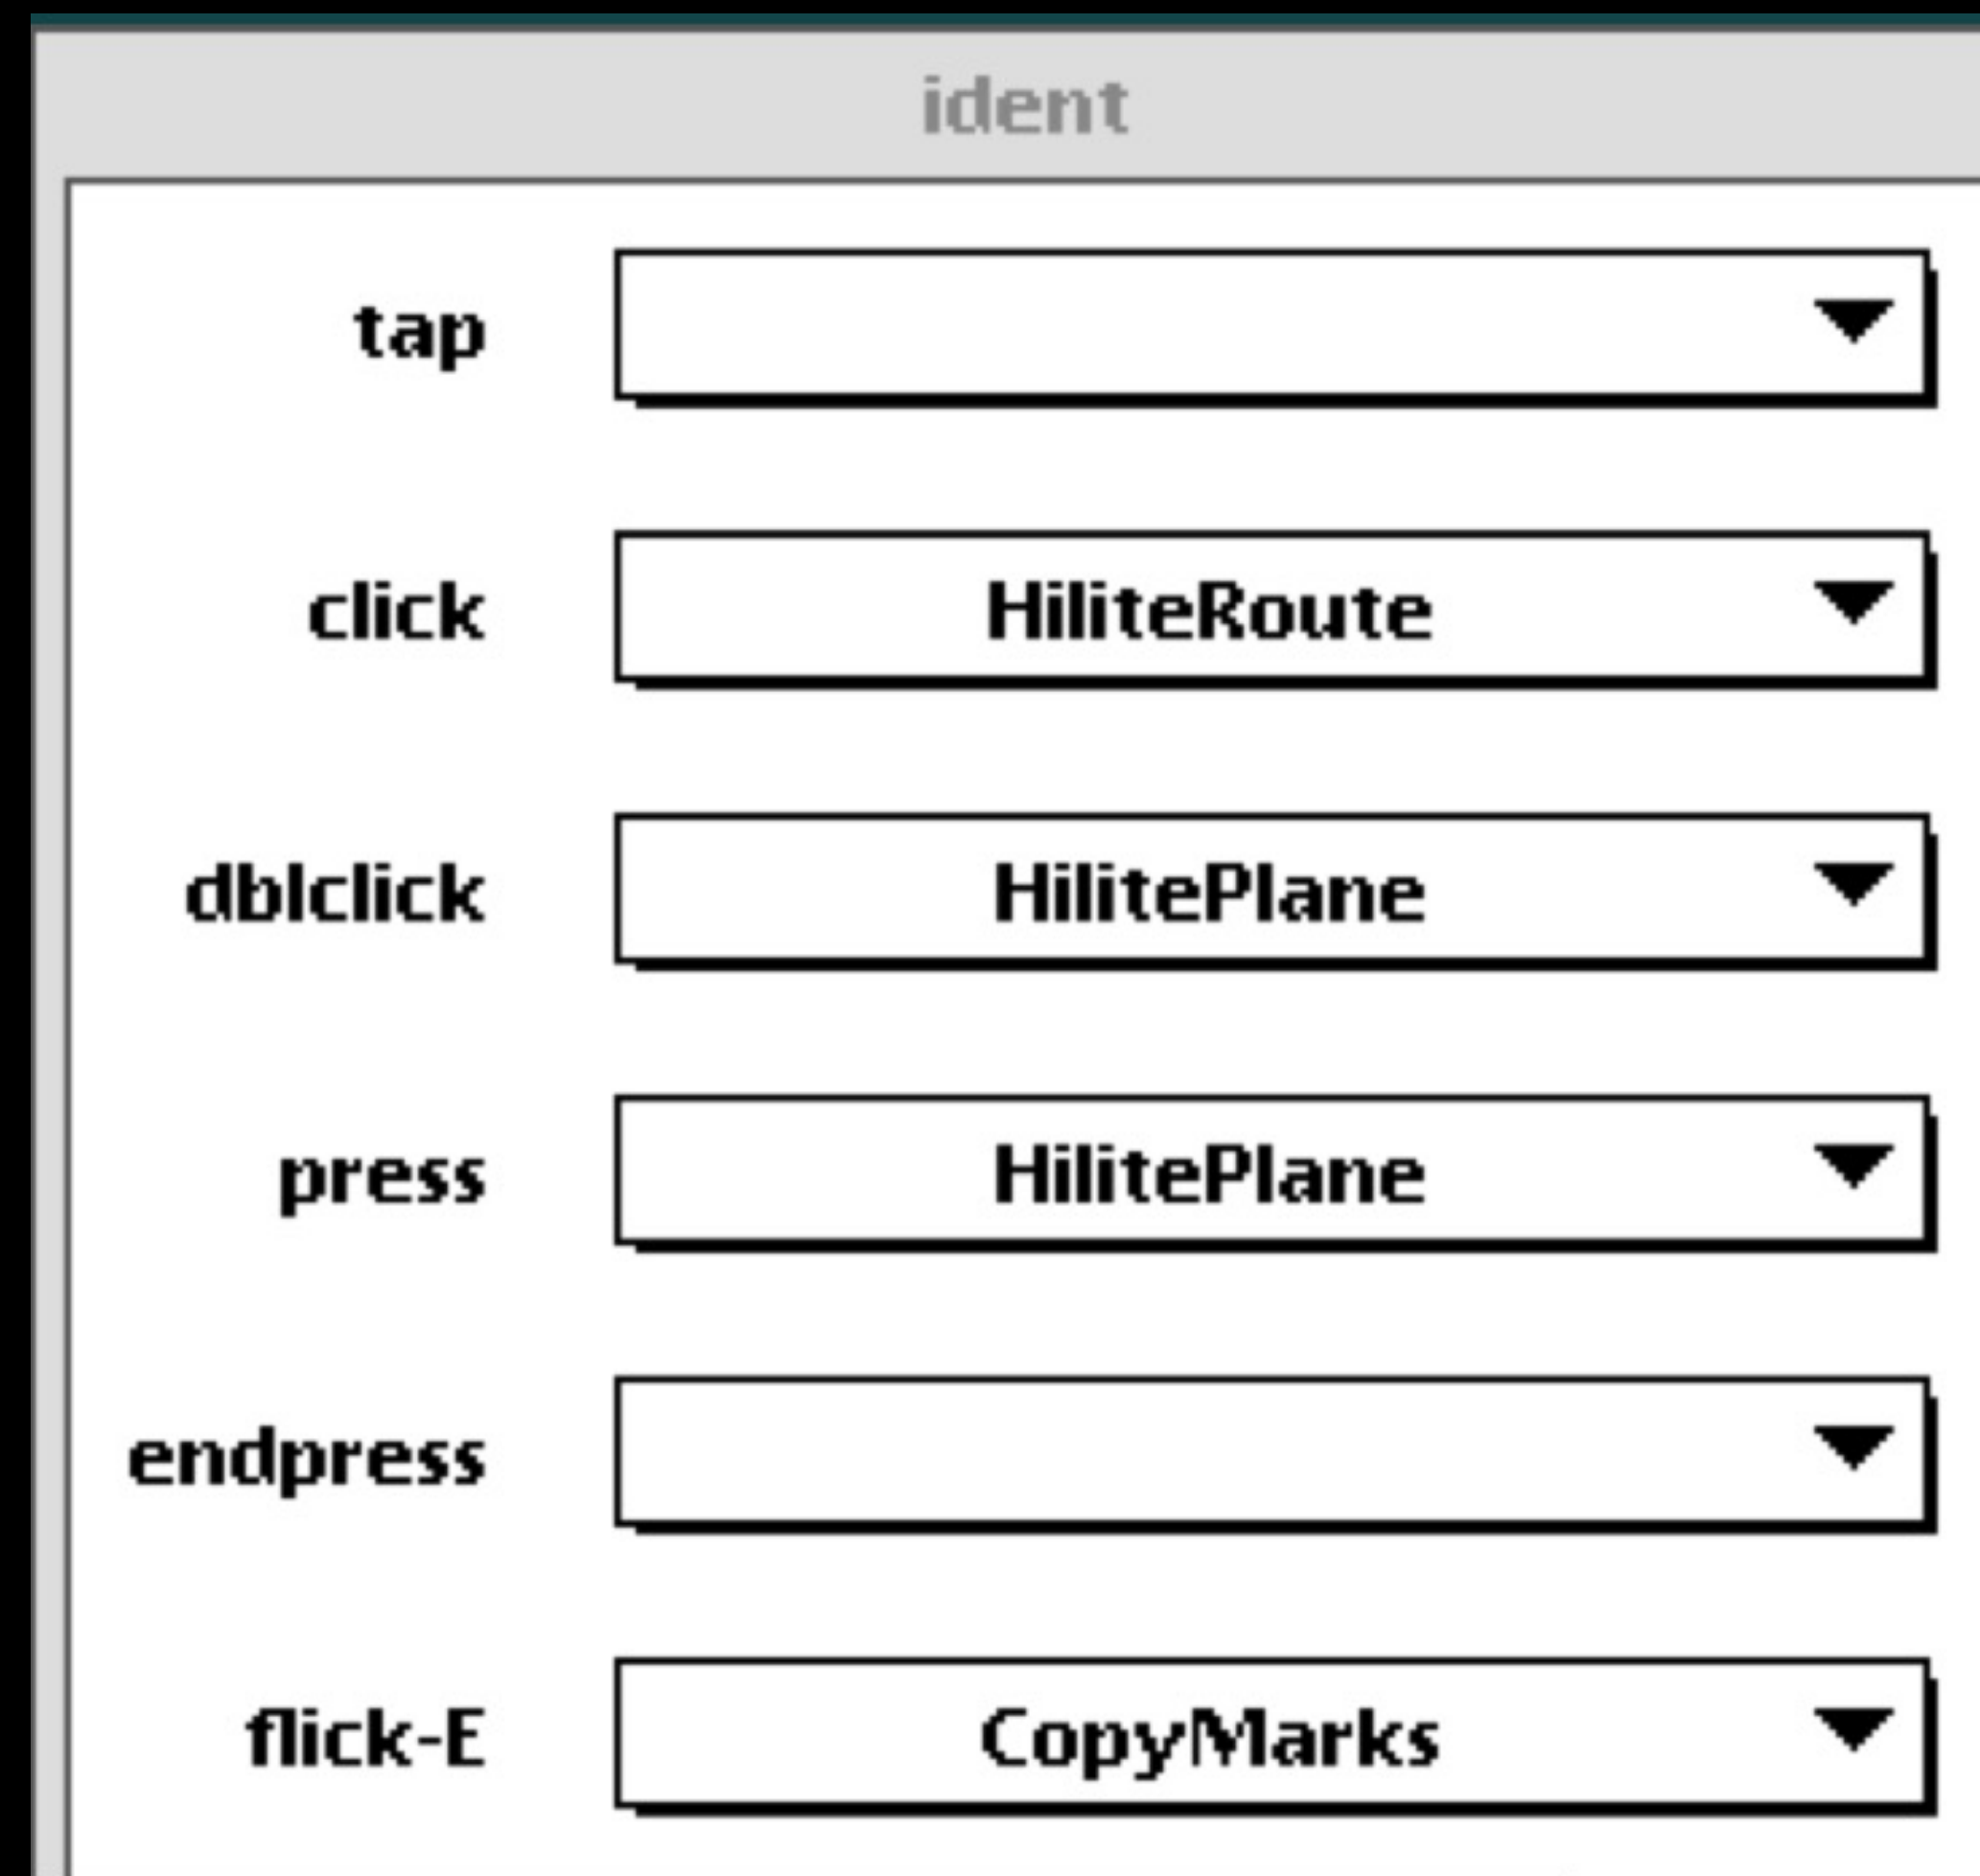 ident
tap
click HiliteRoute
dblclick HilitePlane
press HilitePlane
endpress
flick-E CopyMarks